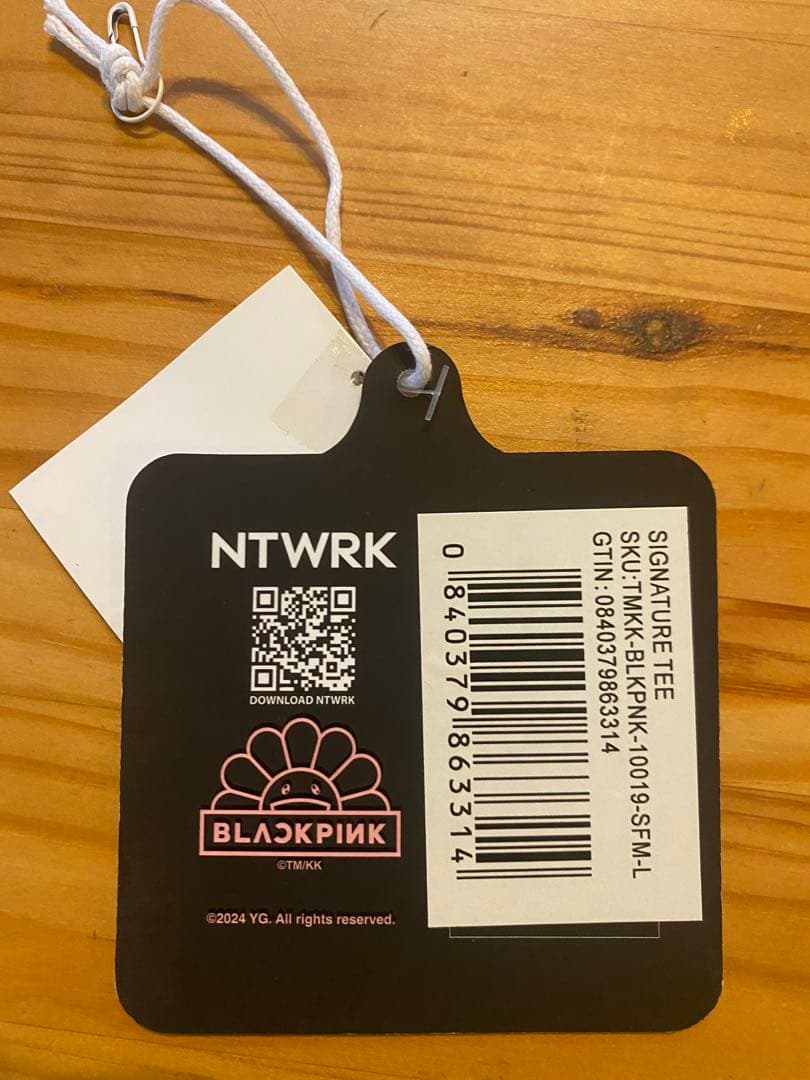 NTWRK
DOWNLOAD NTWRK
BLAƆKPIИK
©TM/KK
©2024 YG. All rights reserved.
SIGNATURE TEE
SKU:TMKK-BLKPNK-10019-SFM-L
GTIN:0840379863314
0 840379 863314